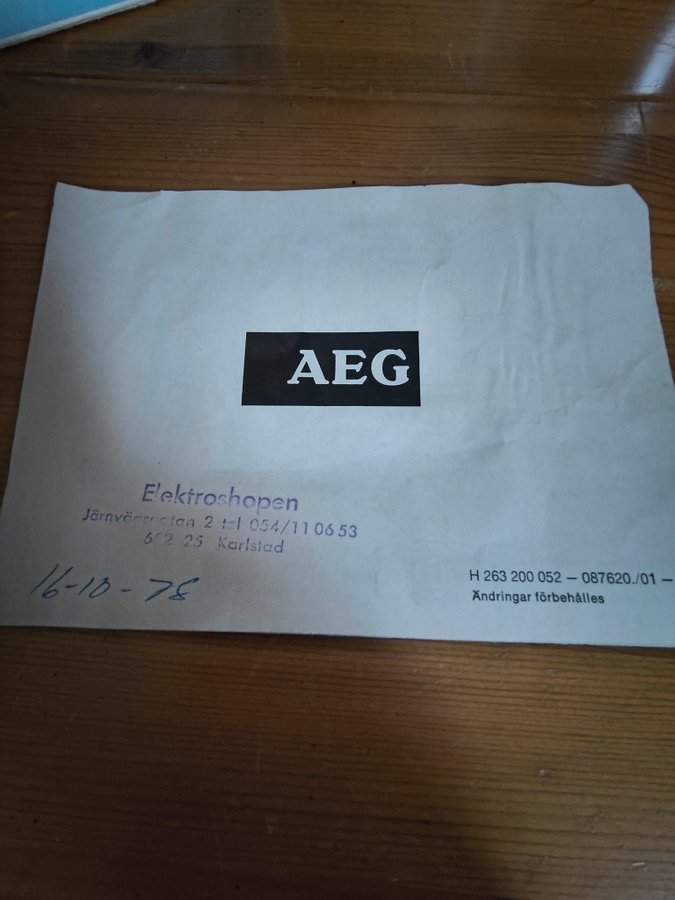 AEG
Elektroshopen
2 tel 054/11 06 53
Karlstad
16-10-78
H 263 200 052 — 087620./01 —
Ändringar förbehålles